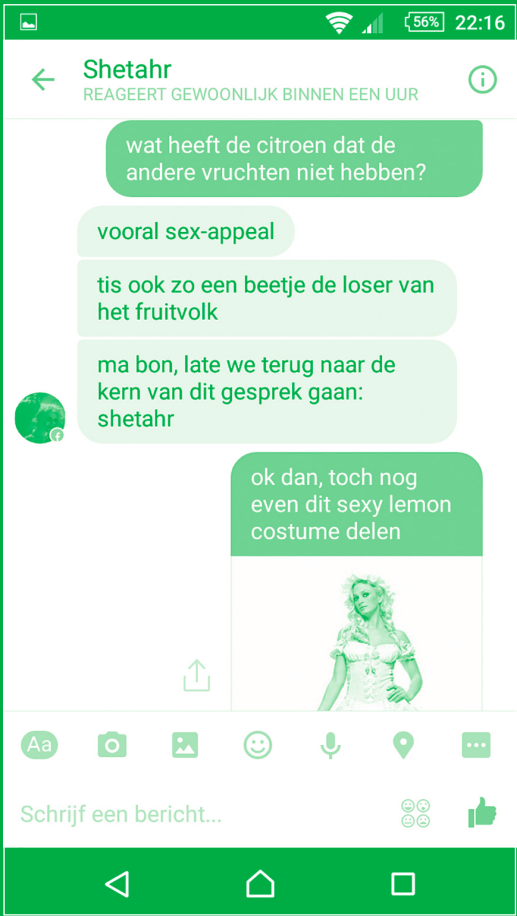 56%
22:16
Shetahr
REAGEERT GEWOONLIJK BINNEN EEN UUR
wat heeft de citroen dat de
andere vruchten niet hebben?
vooral sex-appeal
tis ook zo een beetje de loser van
het fruitvolk
ma bon, late we terug naar de
kern van dit gesprek gaan:
shetahr
ok dan, toch nog
even dit sexy lemon
costume delen
Aa
Schrijf een bericht...